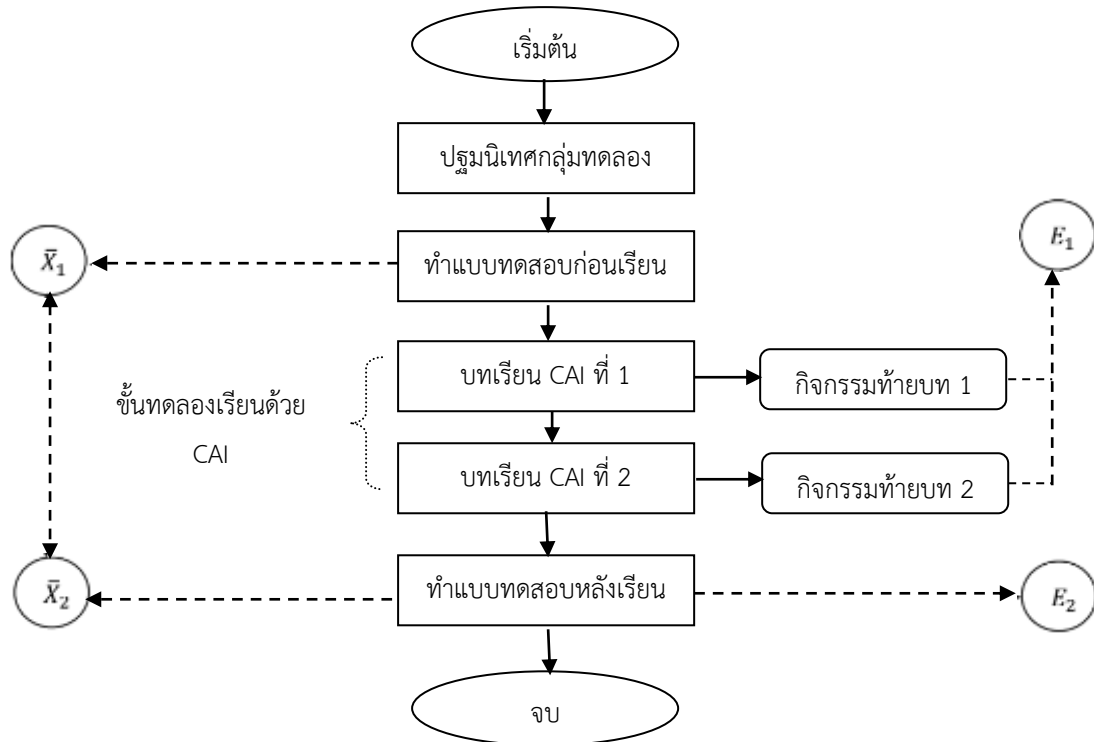 เริ่มต้น
ปฐมนิเทศกลุ่มทดลอง
E₁
X̄₁
ทำแบบทดสอบก่อนเรียน
บทเรียน CAI ที่ 1
กิจกรรมท้ายบท 1
ขั้นทดลองเรียนด้วย
CAI
บทเรียน CAI ที่ 2
กิจกรรมท้ายบท 2
X̄₂
ทำแบบทดสอบหลังเรียน
E₂
จบ